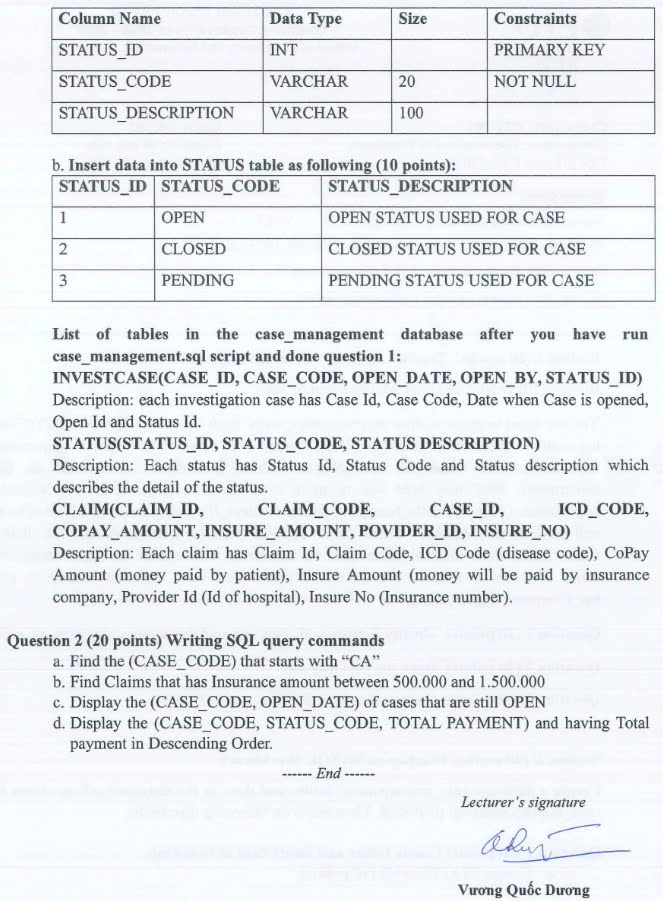 Column Name Data Type Size Constraints
STATUS_ID INT PRIMARY KEY
STATUS_CODE VARCHAR 20 NOT NULL
STATUS_DESCRIPTION VARCHAR 100
b. Insert data into STATUS table as following (10 points):
STATUS_ID STATUS_CODE STATUS_DESCRIPTION
1 OPEN OPEN STATUS USED FOR CASE
2 CLOSED CLOSED STATUS USED FOR CASE
3 PENDING PENDING STATUS USED FOR CASE
List of tables in the case_management database after you have run
case_management.sql script and done question 1:
INVESTCASE(CASE_ID, CASE_CODE, OPEN_DATE, OPEN_BY, STATUS_ID)
Description: each investigation case has Case Id, Case Code, Date when Case is opened,
Open Id and Status Id.
STATUS(STATUS_ID, STATUS_CODE, STATUS DESCRIPTION)
Description: Each status has Status Id, Status Code and Status description which
describes the detail of the status.
CLAIM(CLAIM_ID, CLAIM_CODE, CASE_ID, ICD_CODE,
COPAY_AMOUNT, INSURE_AMOUNT, POVIDER_ID, INSURE_NO)
Description: Each claim has Claim Id, Claim Code, ICD Code (disease code), CoPay
Amount (money paid by patient), Insure Amount (money will be paid by insurance
company, Provider Id (Id of hospital), Insure No (Insurance number).
Question 2 (20 points) Writing SQL query commands
a. Find the (CASE_CODE) that starts with “CA”
b. Find Claims that has Insurance amount between 500.000 and 1.500.000
c. Display the (CASE_CODE, OPEN_DATE) of cases that are still OPEN
d. Display the (CASE_CODE, STATUS_CODE, TOTAL PAYMENT) and having Total
payment in Descending Order.
------ End ------
Lecturer’s signature
Vương Quốc Dương